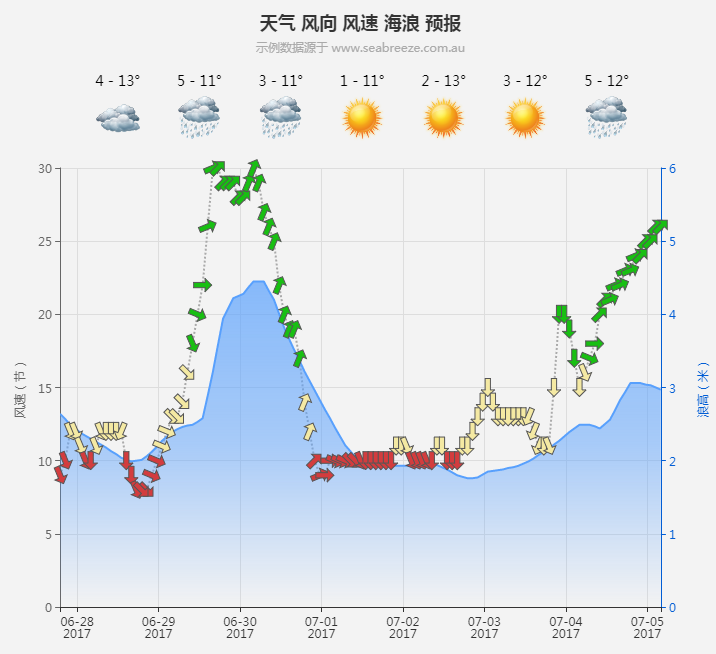 天气 风向 风速 海浪 预报
示例数据源于 www.seabreeze.com.au
4 - 13° 5 - 11° 3 - 11° 1 - 11° 2 - 13° 3 - 12° 5 - 12°
30 6
25 5
20 4
15 3
10 2
5 1
0 0
风速（节）
浪高（米）
06-28 06-29 06-30 07-01 07-02 07-03 07-04 07-05
2017 2017 2017 2017 2017 2017 2017 2017